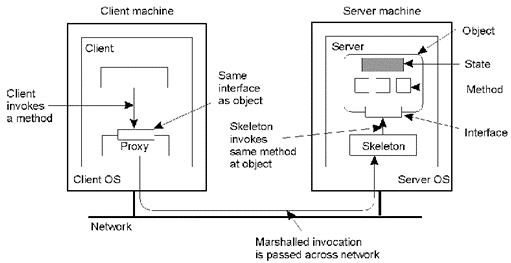 Client machine
Server machine
Object
Client
Server
State
Client
invokes
a method
Same
interface
as object
Method
Skeleton
invokes
same method
at object
Interface
Proxy
Skeleton
Client OS
Server OS
Network
Marshalled invocation
is passed across network